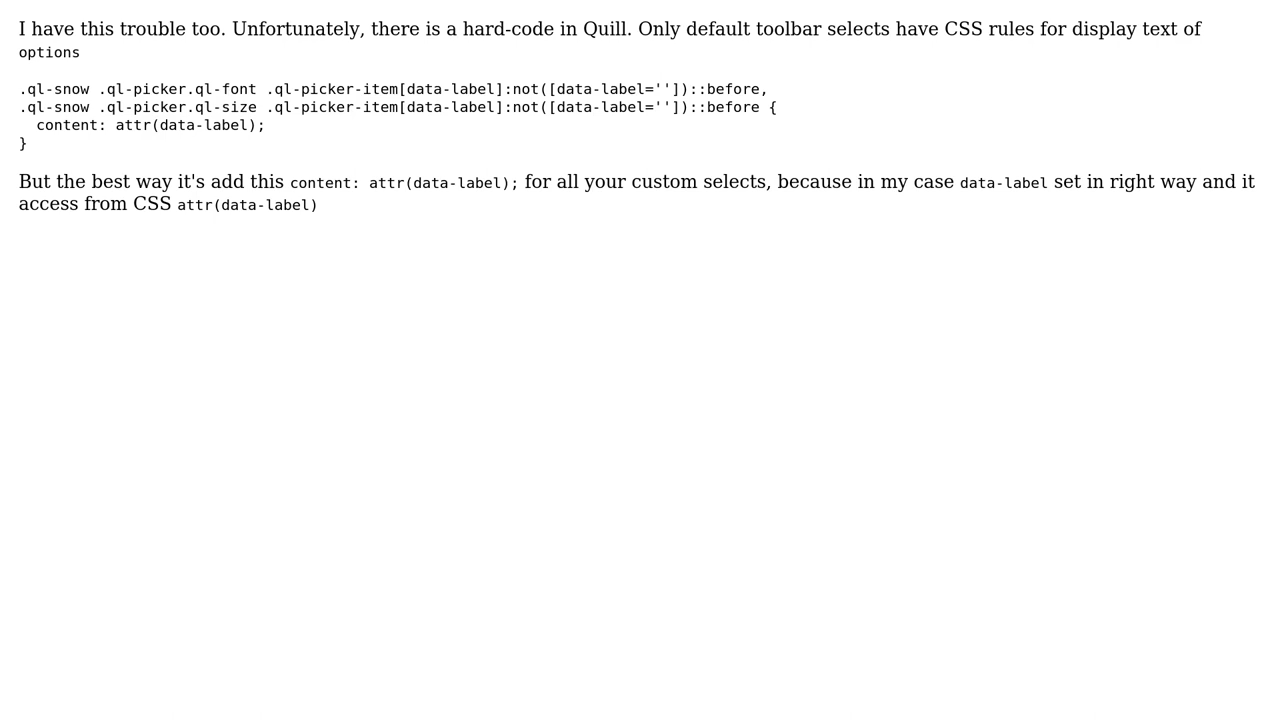 I have this trouble too. Unfortunately, there is a hard-code in Quill. Only default toolbar selects have CSS rules for display text of
options
.ql-snow .ql-picker.ql-font .ql-picker-item[data-label]:not([data-label=''])::before,
.ql-snow .ql-picker.ql-size .ql-picker-item[data-label]:not([data-label=''])::before {
  content: attr(data-label);
}
But the best way it's add this content: attr(data-label); for all your custom selects, because in my case data-label set in right way and it
access from CSS attr(data-label)